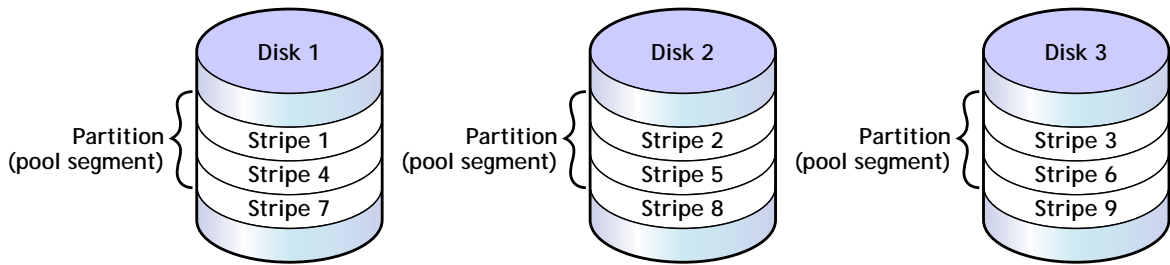 Disk 1
Partition
(pool segment)
Stripe 1
Stripe 4
Stripe 7
Disk 2
Partition
(pool segment)
Stripe 2
Stripe 5
Stripe 8
Disk 3
Partition
(pool segment)
Stripe 3
Stripe 6
Stripe 9